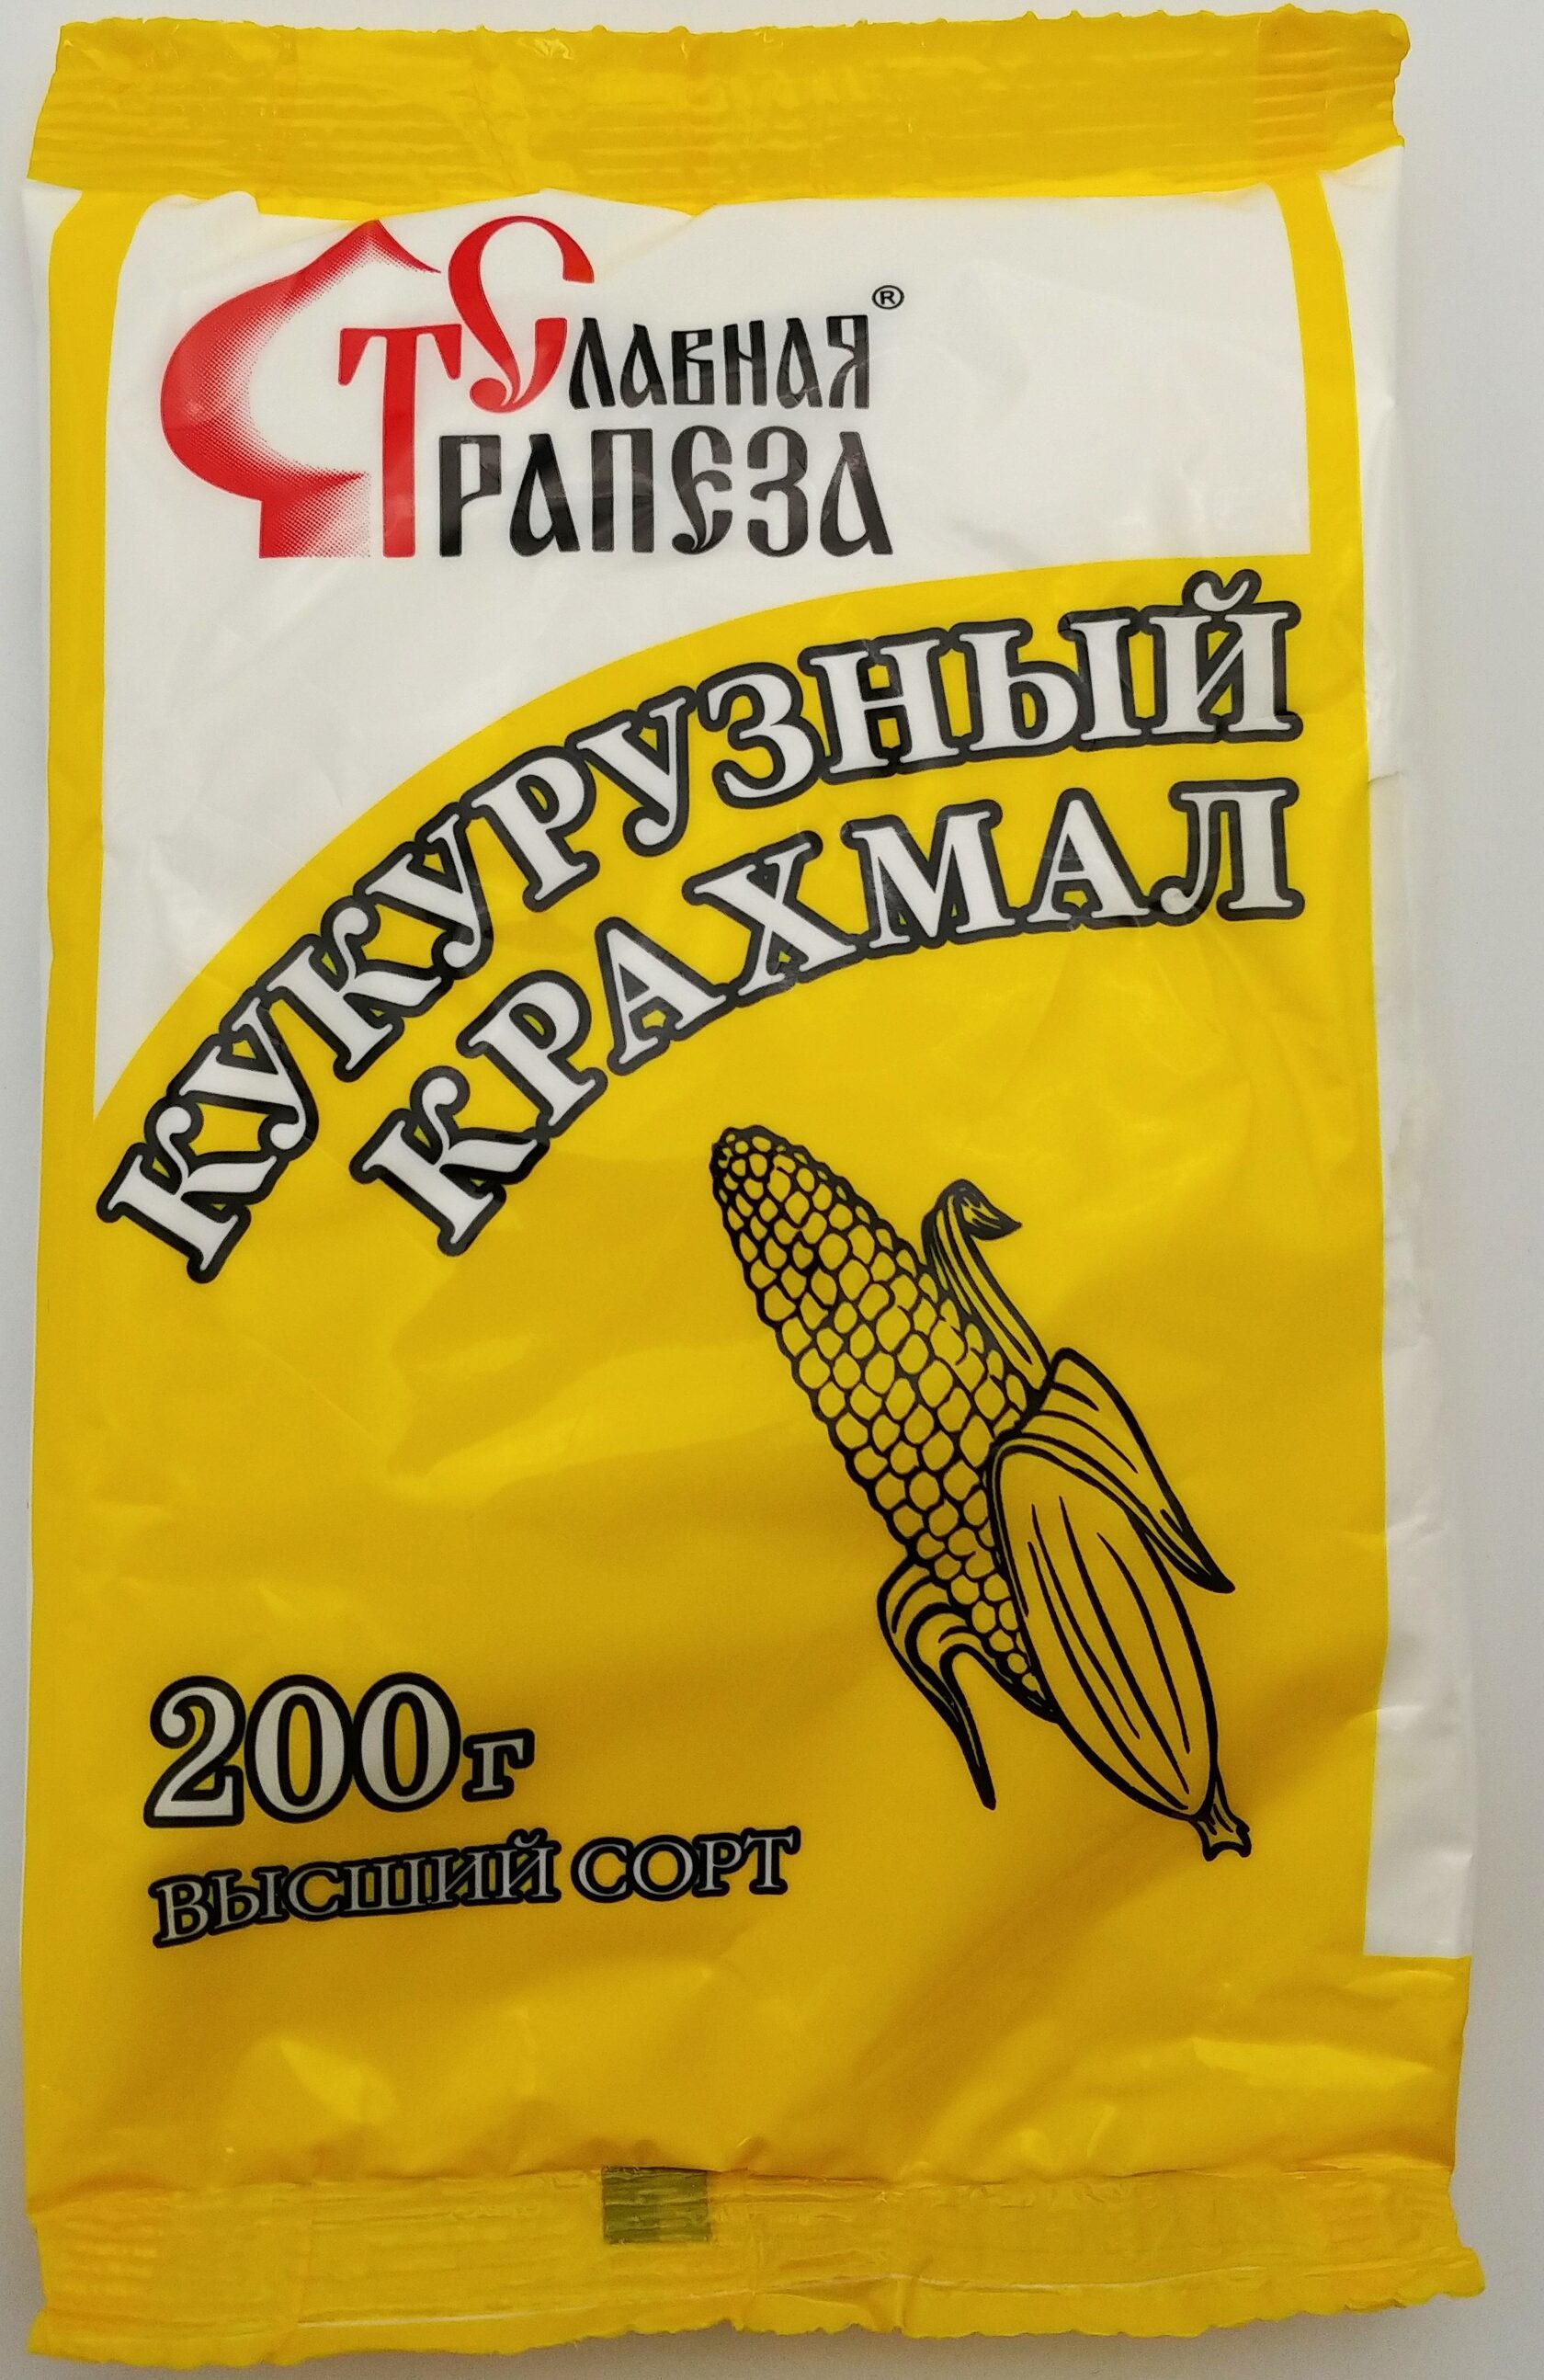 Славная®
Трапеза
КУКУРУЗНЫЙ
КРАХМАЛ
200г
ВЫСШИЙ СОРТ